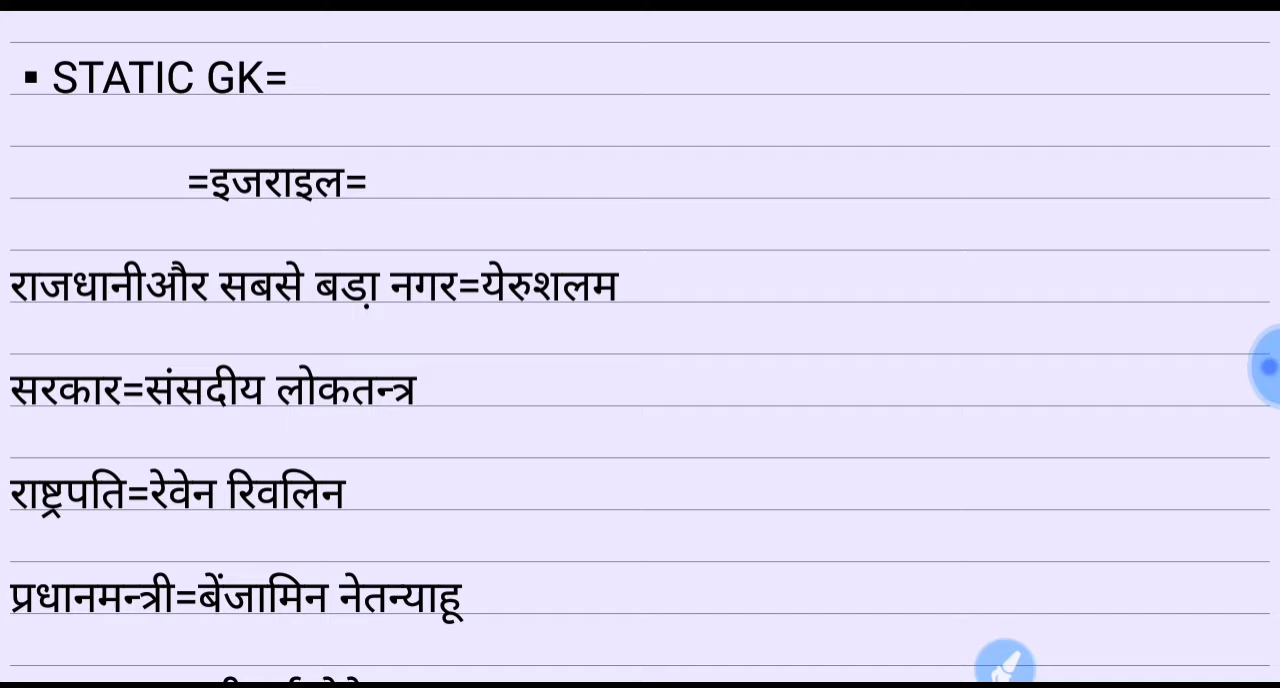 ▪ STATIC GK=
=इजराइल=
राजधानीऔर सबसे बडा़ नगर=येरुशलम
सरकार=संसदीय लोकतन्त्र
राष्ट्रपति=रेवेन रिवलिन
प्रधानमन्त्री=बेंजामिन नेतन्याहू